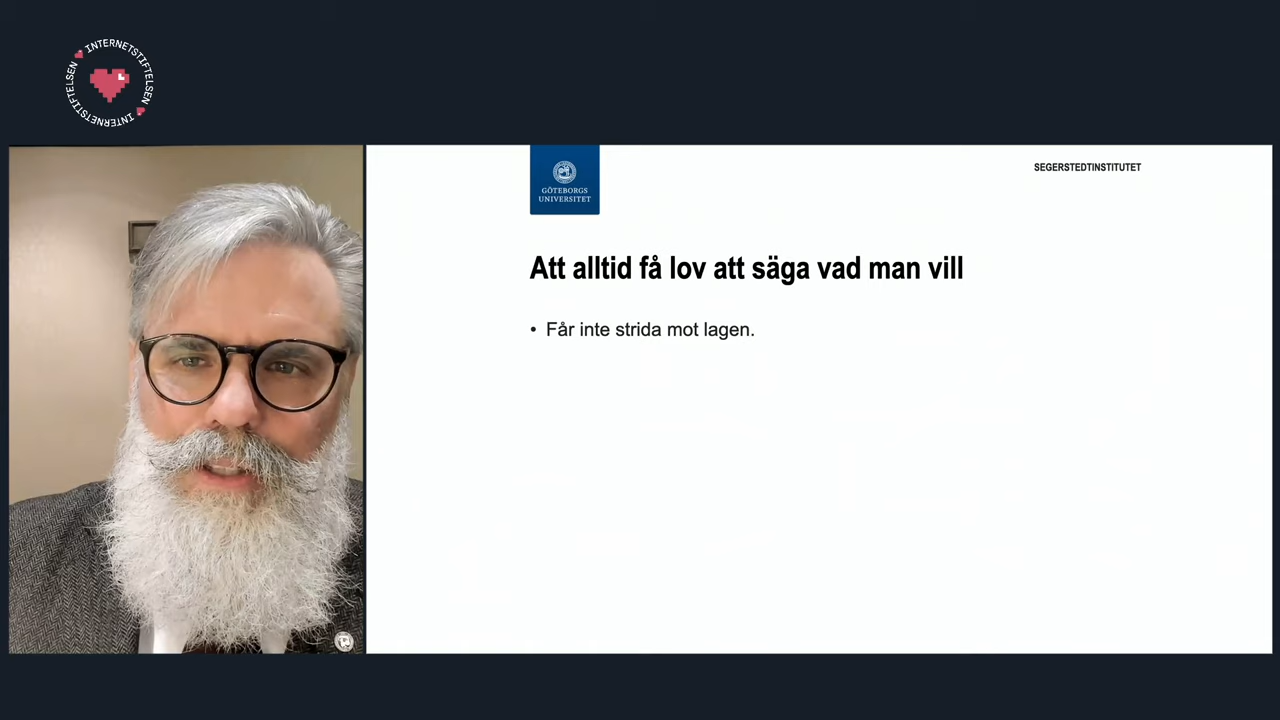 INTERNETSTIFTELSEN
INTERNETSTIFTELSEN
GÖTEBORGS
UNIVERSITET
SEGERSTEDTINSTITUTET
Att alltid få lov att säga vad man vill
• Får inte strida mot lagen.